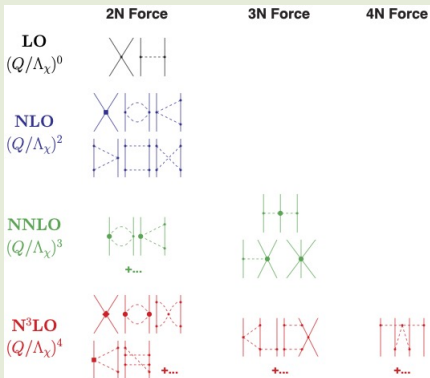 2N Force 3N Force 4N Force
LO
(Q/Λχ)⁰
NLO
(Q/Λχ)²
NNLO
(Q/Λχ)³
+...
N³LO
(Q/Λχ)⁴
+... +... +...